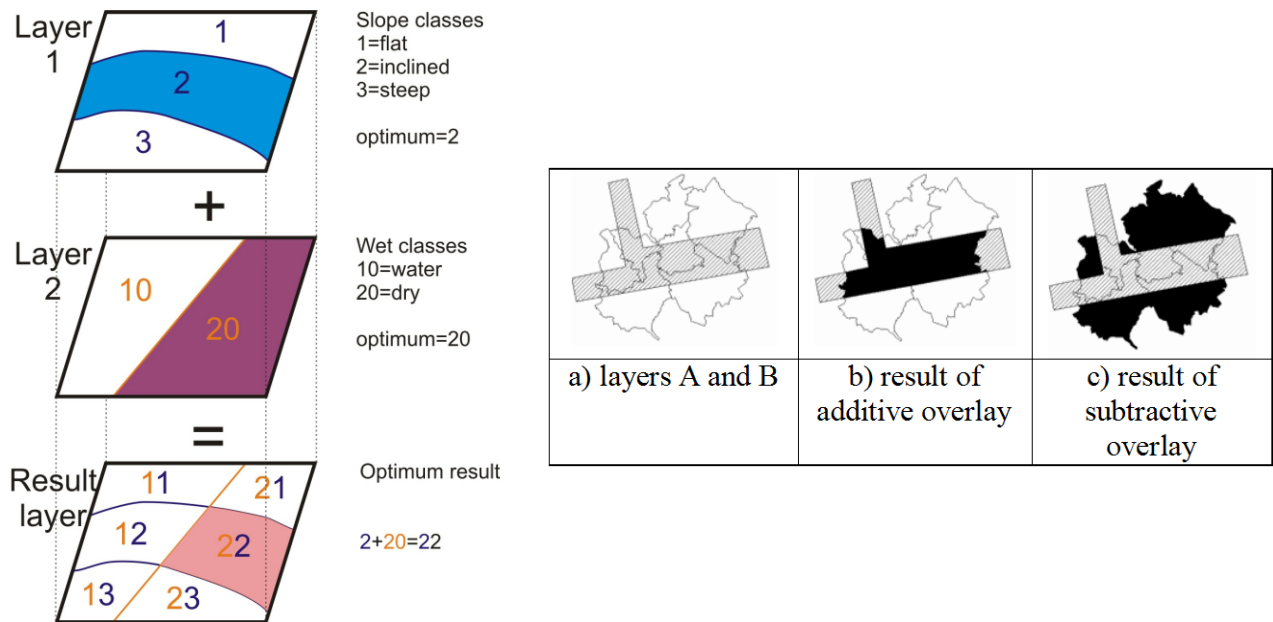 Layer
1
1
2
3
Slope classes
1=flat
2=inclined
3=steep
optimum=2
+
Layer
2
10
20
Wet classes
10=water
20=dry
optimum=20
=
Result
layer
11
21
12
22
13
23
Optimum result
2+20=22
a) layers A and B
b) result of
additive overlay
c) result of
subtractive
overlay